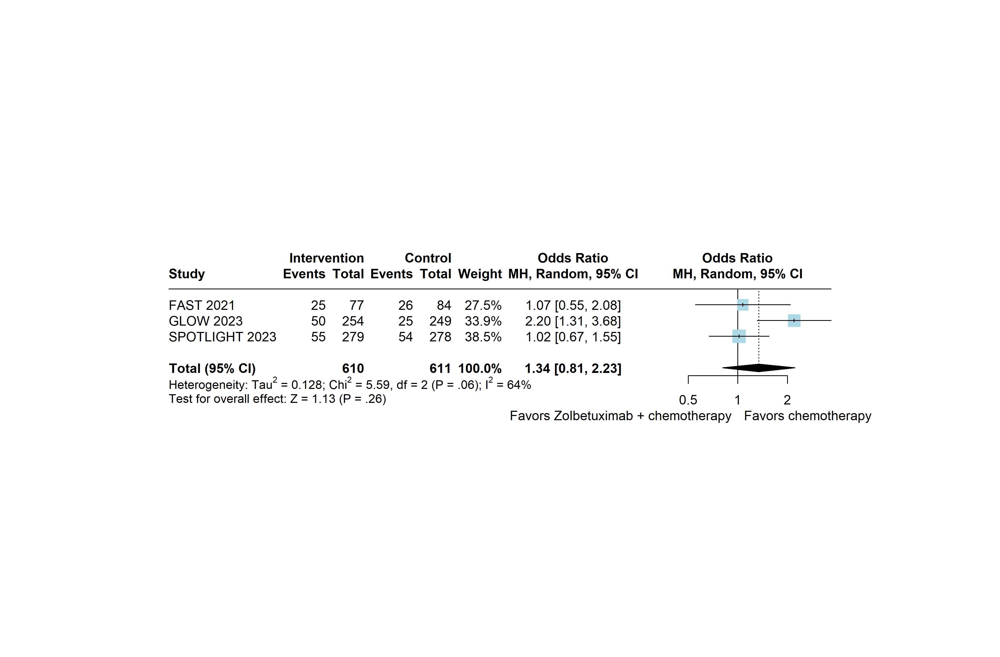 Intervention Control Odds Ratio Odds Ratio
Study Events Total Events Total Weight MH, Random, 95% CI MH, Random, 95% CI
FAST 2021 25 77 26 84 27.5% 1.07 [0.55, 2.08]
GLOW 2023 50 254 25 249 33.9% 2.20 [1.31, 3.68]
SPOTLIGHT 2023 55 279 54 278 38.5% 1.02 [0.67, 1.55]
Total (95% CI) 610 611 100.0% 1.34 [0.81, 2.23]
Heterogeneity: Tau² = 0.128; Chi² = 5.59, df = 2 (P = .06); I² = 64%
Test for overall effect: Z = 1.13 (P = .26)
0.5 1 2
Favors Zolbetuximab + chemotherapy Favors chemotherapy